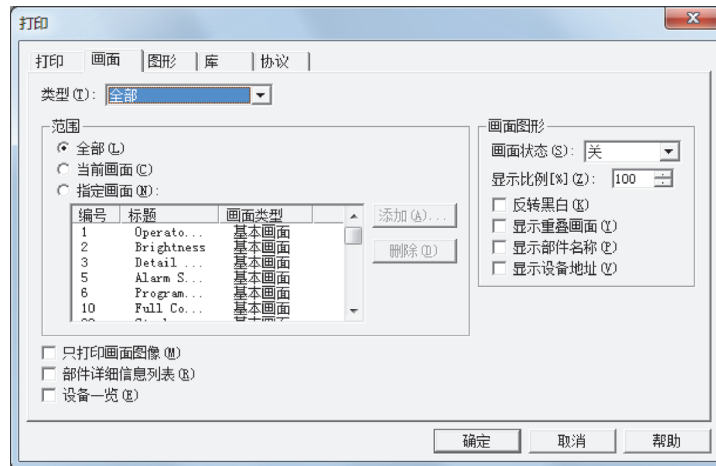 打印
打印 画面 图形 库 协议
类型(T): 全部
范围
全部(L)
当前画面(C)
指定画面(N):
编号 标题 画面类型
1 Operato... 基本画面
2 Brightness 基本画面
3 Detail ... 基本画面
5 Alarm S... 基本画面
6 Program... 基本画面
10 Full Co... 基本画面
添加(A)...
删除(D)
画面图形
画面状态(S): 关
显示比例[%](Z): 100
反转黑白(K)
显示重叠画面(Y)
显示部件名称(P)
显示设备地址(V)
只打印画面图像(M)
部件详细信息列表(R)
设备一览(E)
确定 取消 帮助